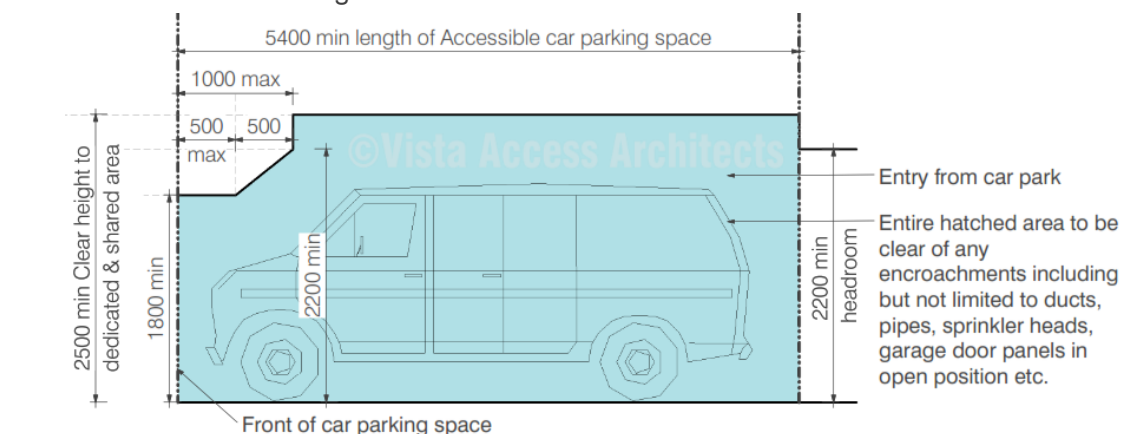 5400 min length of Accessible car parking space
1000 max
500
500
max
©Vista Access Architects
2500 min Clear height to
dedicated & shared area
1800 min
2200 min
2200 min
headroom
Entry from car park
Entire hatched area to be
clear of any
encroachments including
but not limited to ducts,
pipes, sprinkler heads,
garage door panels in
open position etc.
Front of car parking space